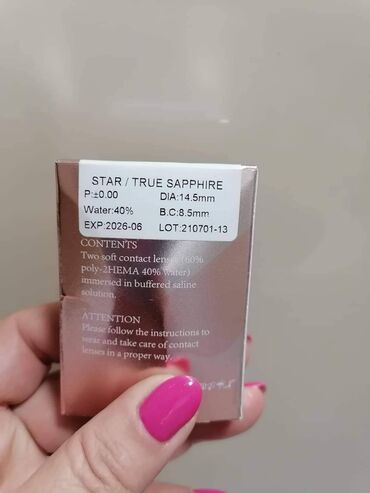 STAR / TRUE SAPPHIRE
P:±0.00 DIA:14.5mm
Water:40% B.C:8.5mm
EXP:2026-06 LOT:210701-13
CONTENTS
Two soft contact lenses (60%
poly-2HEMA 40% water)
immersed in buffered saline
solution.
ATTENTION
Please follow the instructions to
wear and take care of contact
lenses in a proper way.